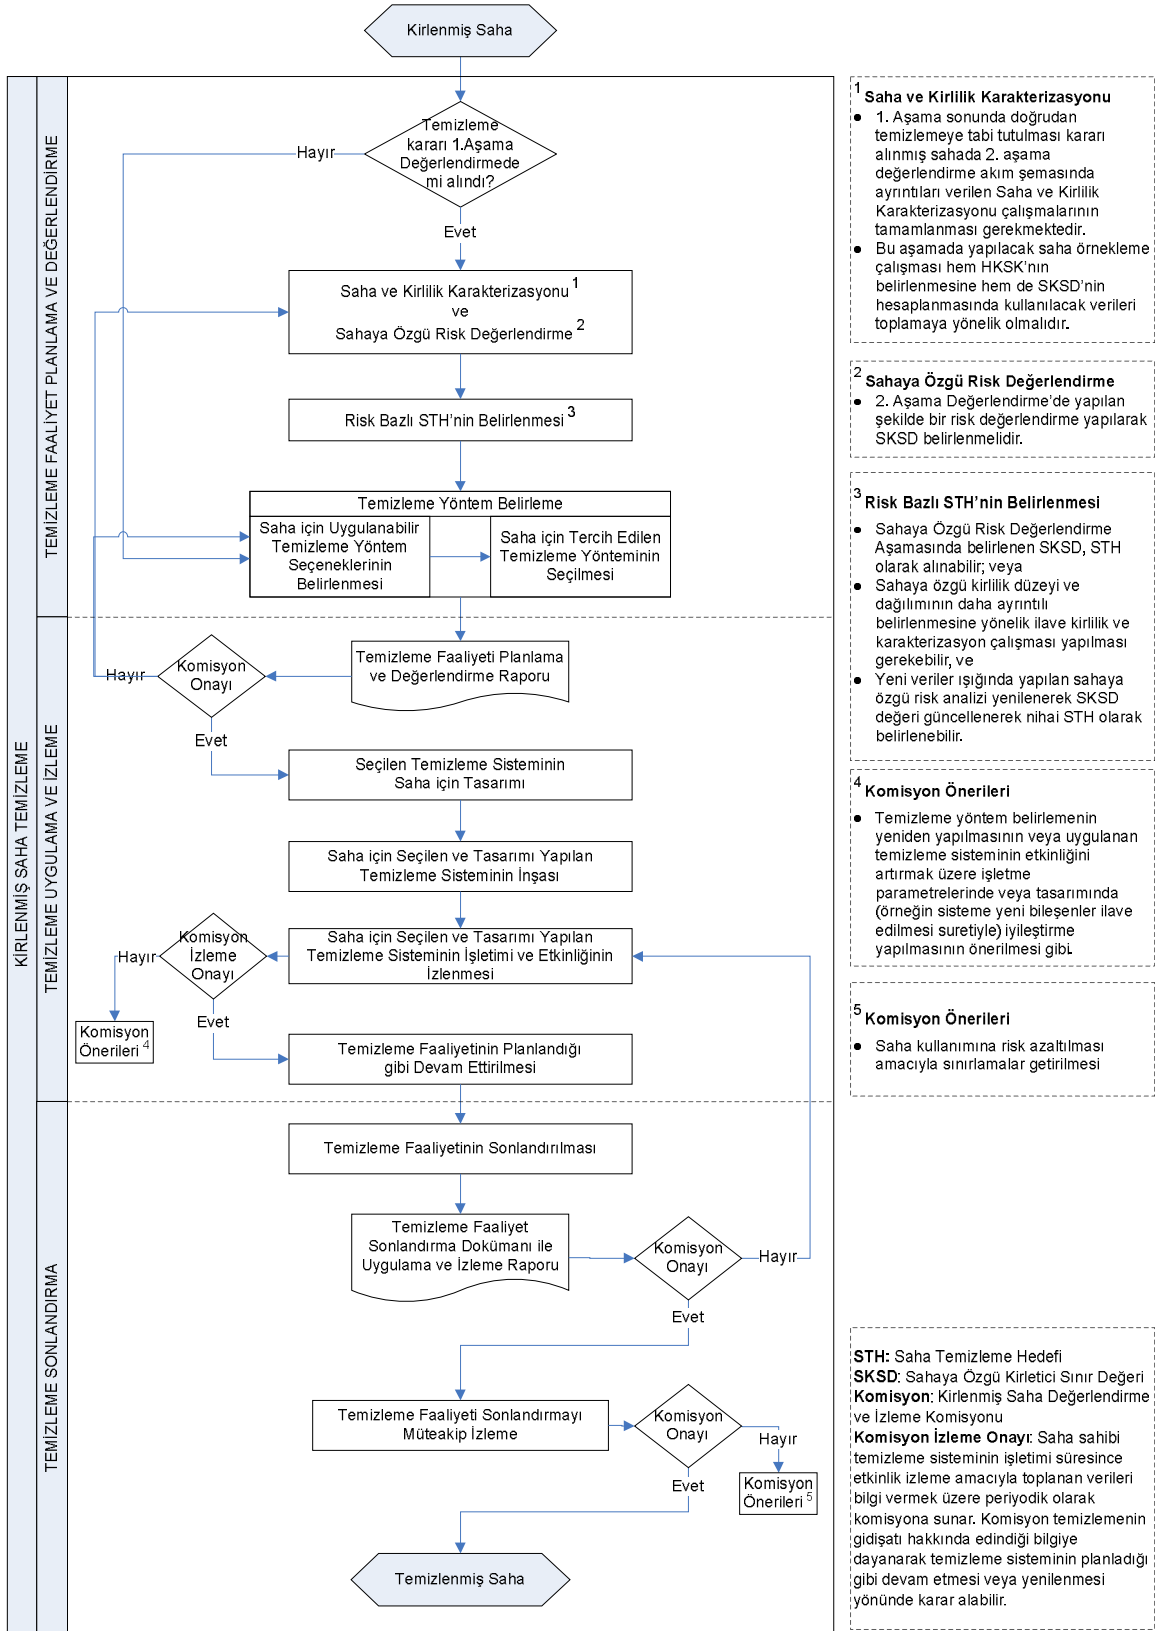 Kirlenmiş Saha
KİRLENMİŞ SAHA TEMİZLEME
TEMİZLEME FAALİYET PLANLAMA VE DEĞERLENDİRME
Temizleme
kararı 1.Aşama
Değerlendirmede
mi alındı?
Hayır
Evet
Saha ve Kirlilik Karakterizasyonu 1
ve
Sahaya Özgü Risk Değerlendirme 2
Risk Bazlı STH’nin Belirlenmesi 3
Temizleme Yöntem Belirleme
Saha için Uygulanabilir
Temizleme Yöntem
Seçeneklerinin
Belirlenmesi
Saha için Tercih Edilen
Temizleme Yönteminin
Seçilmesi
TEMİZLEME UYGULAMA VE İZLEME
Temizleme Faaliyeti Planlama
ve Değerlendirme Raporu
Komisyon
Onayı
Hayır
Evet
Seçilen Temizleme Sisteminin
Saha için Tasarımı
Saha için Seçilen ve Tasarımı Yapılan
Temizleme Sisteminin İnşası
Saha için Seçilen ve Tasarımı Yapılan
Temizleme Sisteminin İşletimi ve Etkinliğinin
İzlenmesi
Komisyon
İzleme
Onayı
Hayır
Evet
Komisyon
Önerileri 4
Temizleme Faaliyetinin Planlandığı
gibi Devam Ettirilmesi
TEMİZLEME SONLANDIRMA
Temizleme Faaliyetinin Sonlandırılması
Temizleme Faaliyet
Sonlandırma Dokümanı ile
Uygulama ve İzleme Raporu
Komisyon
Onayı
Hayır
Evet
Temizleme Faaliyeti Sonlandırmayı
Müteakip İzleme
Komisyon
Onayı
Hayır
Evet
Komisyon
Önerileri 5
Temizlenmiş Saha
1 Saha ve Kirlilik Karakterizasyonu
● 1. Aşama sonunda doğrudan
temizlemeye tabi tutulması kararı
alınmış sahada 2. aşama
değerlendirme akım şemasında
ayrıntıları verilen Saha ve Kirlilik
Karakterizasyonu çalışmalarının
tamamlanması gerekmektedir.
● Bu aşamada yapılacak saha örnekleme
çalışması hem HKSK’nın
belirlenmesine hem de SKSD’nin
hesaplanmasında kullanılacak verileri
toplamaya yönelik olmalıdır.
2 Sahaya Özgü Risk Değerlendirme
● 2. Aşama Değerlendirme’de yapılan
şekilde bir risk değerlendirme yapılarak
SKSD belirlenmelidir.
3 Risk Bazlı STH’nin Belirlenmesi
● Sahaya Özgü Risk Değerlendirme
Aşamasında belirlenen SKSD, STH
olarak alınabilir; veya
● Sahaya özgü kirlilik düzeyi ve
dağılımının daha ayrıntılı
belirlenmesine yönelik ilave kirlilik ve
karakterizasyon çalışması yapılması
gerekebilir, ve
● Yeni veriler ışığında yapılan sahaya
özgü risk analizi yenilenerek SKSD
değeri güncellenerek nihai STH olarak
belirlenebilir.
4 Komisyon Önerileri
● Temizleme yöntem belirlemenin
yeniden yapılmasının veya uygulanan
temizleme sisteminin etkinliğini
artırmak üzere işletme
parametrelerinde veya tasarımında
(örneğin sisteme yeni bileşenler ilave
edilmesi suretiyle) iyileştirme
yapılmasının önerilmesi gibi.
5 Komisyon Önerileri
● Saha kullanımına risk azaltılması
amacıyla sınırlamalar getirilmesi
STH: Saha Temizleme Hedefi
SKSD: Sahaya Özgü Kirletici Sınır Değeri
Komisyon: Kirlenmiş Saha Değerlendirme
ve İzleme Komisyonu
Komisyon İzleme Onayı: Saha sahibi
temizleme sisteminin işletimi süresince
etkinlik izleme amacıyla toplanan verileri
bilgi vermek üzere periyodik olarak
komisyona sunar. Komisyon temizlemenin
gidişatı hakkında edindiği bilgiye
dayanarak temizleme sisteminin planladığı
gibi devam etmesi veya yenilenmesi
yönünde karar alabilir.